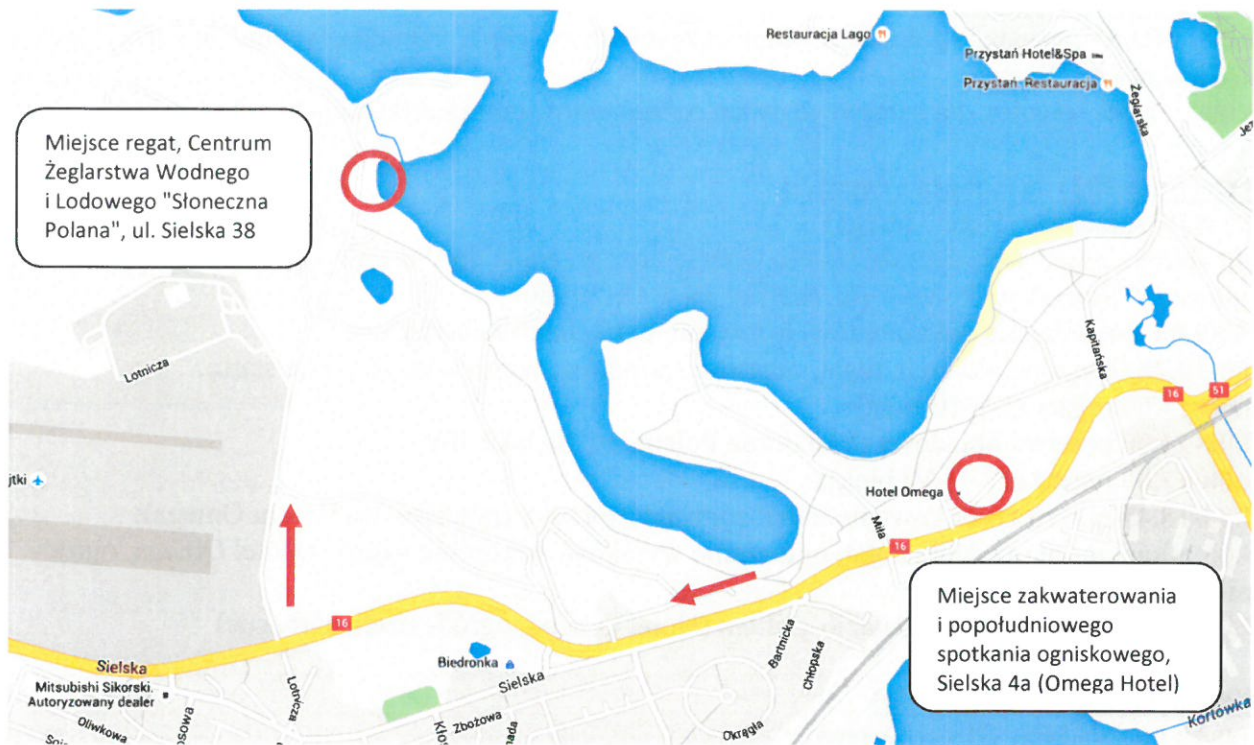 Restauracja Lago
Przystań Hotel&Spa
Przystań- Restauracja
Żeglarska
Miejsce regat, Centrum
Żeglarstwa Wodnego
i Lodowego "Słoneczna
Polana", ul. Sielska 38
Lotnicza
Kapitańska
16
51
Hotel Omega
Miła
16
Miejsce zakwaterowania
i popołudniowego
spotkania ogniskowego,
Sielska 4a (Omega Hotel)
16
Sielska
Mitsubishi Sikorski.
Autoryzowany dealer
Oliwkowa
Lotnicza
Biedronka
Sielska
Zbożowa
Bartnicka
Chłopska
Okrągła
Kortówka